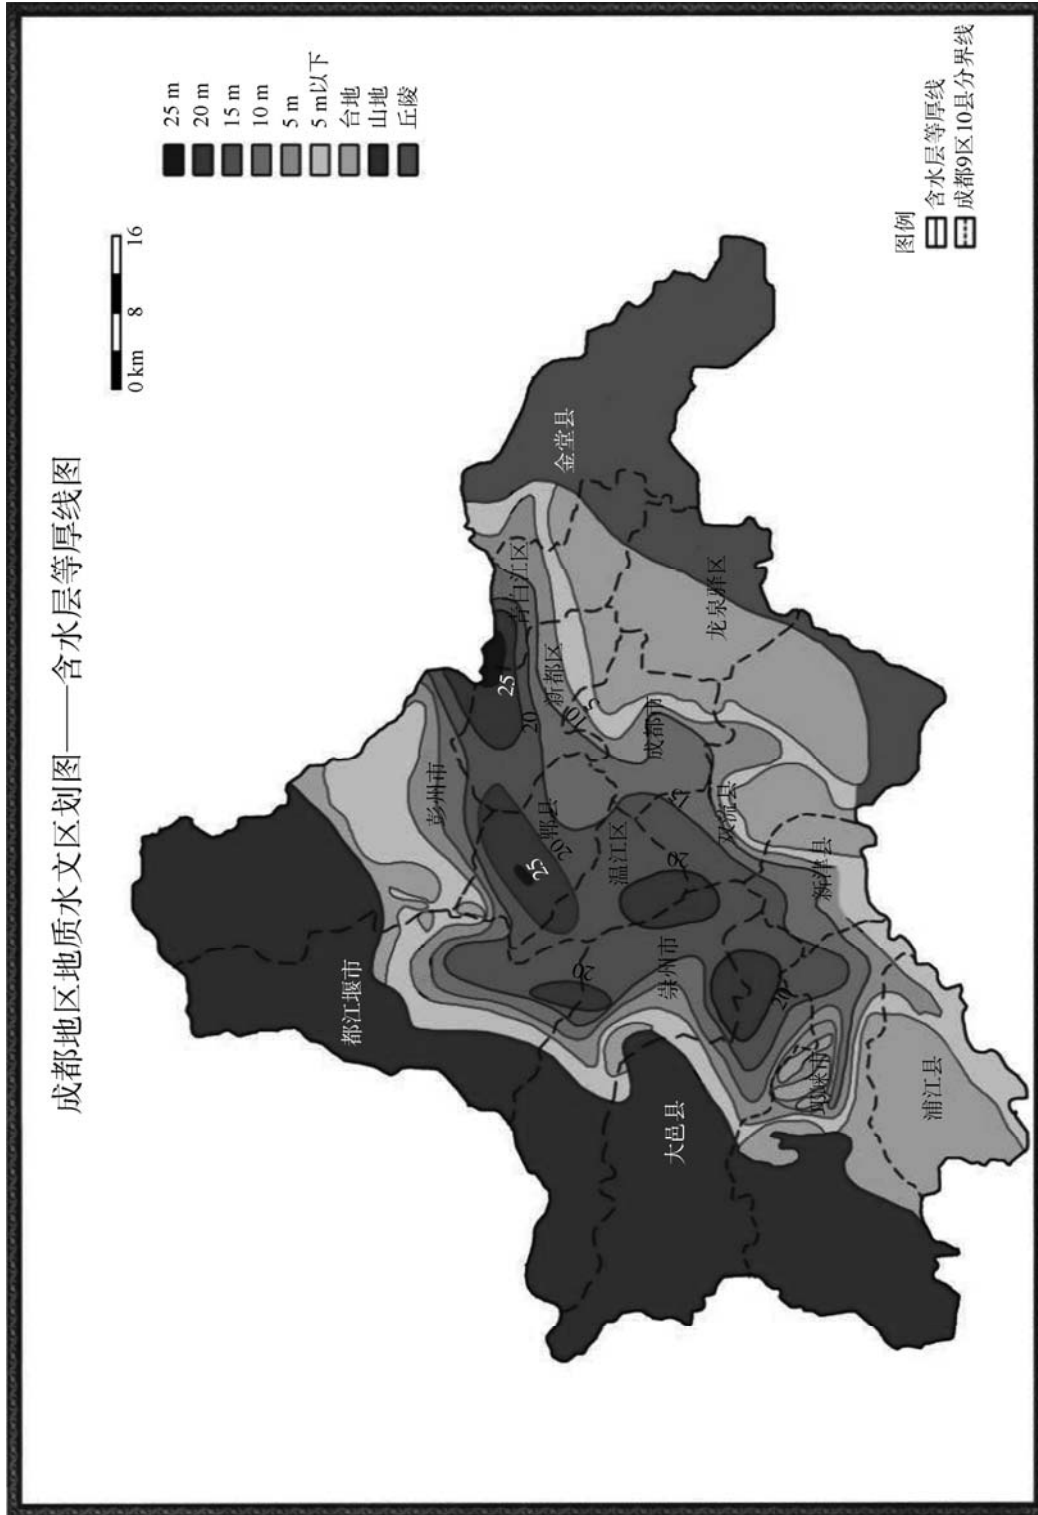 成都地区地质水文区划图——含水层等厚线图
0 km 8 16
25 m
20 m
15 m
10 m
5 m
5 m以下
台地
山地
丘陵
图例
含水层等厚线
成都9区10县分界线
都江堰市
彭州市
大邑县
崇州市
郫县
温江区
新都区
青白江区
金堂县
成都市
龙泉驿区
双流县
新津县
邛崃市
蒲江县
25
20
10
5
25
20
20
20
20